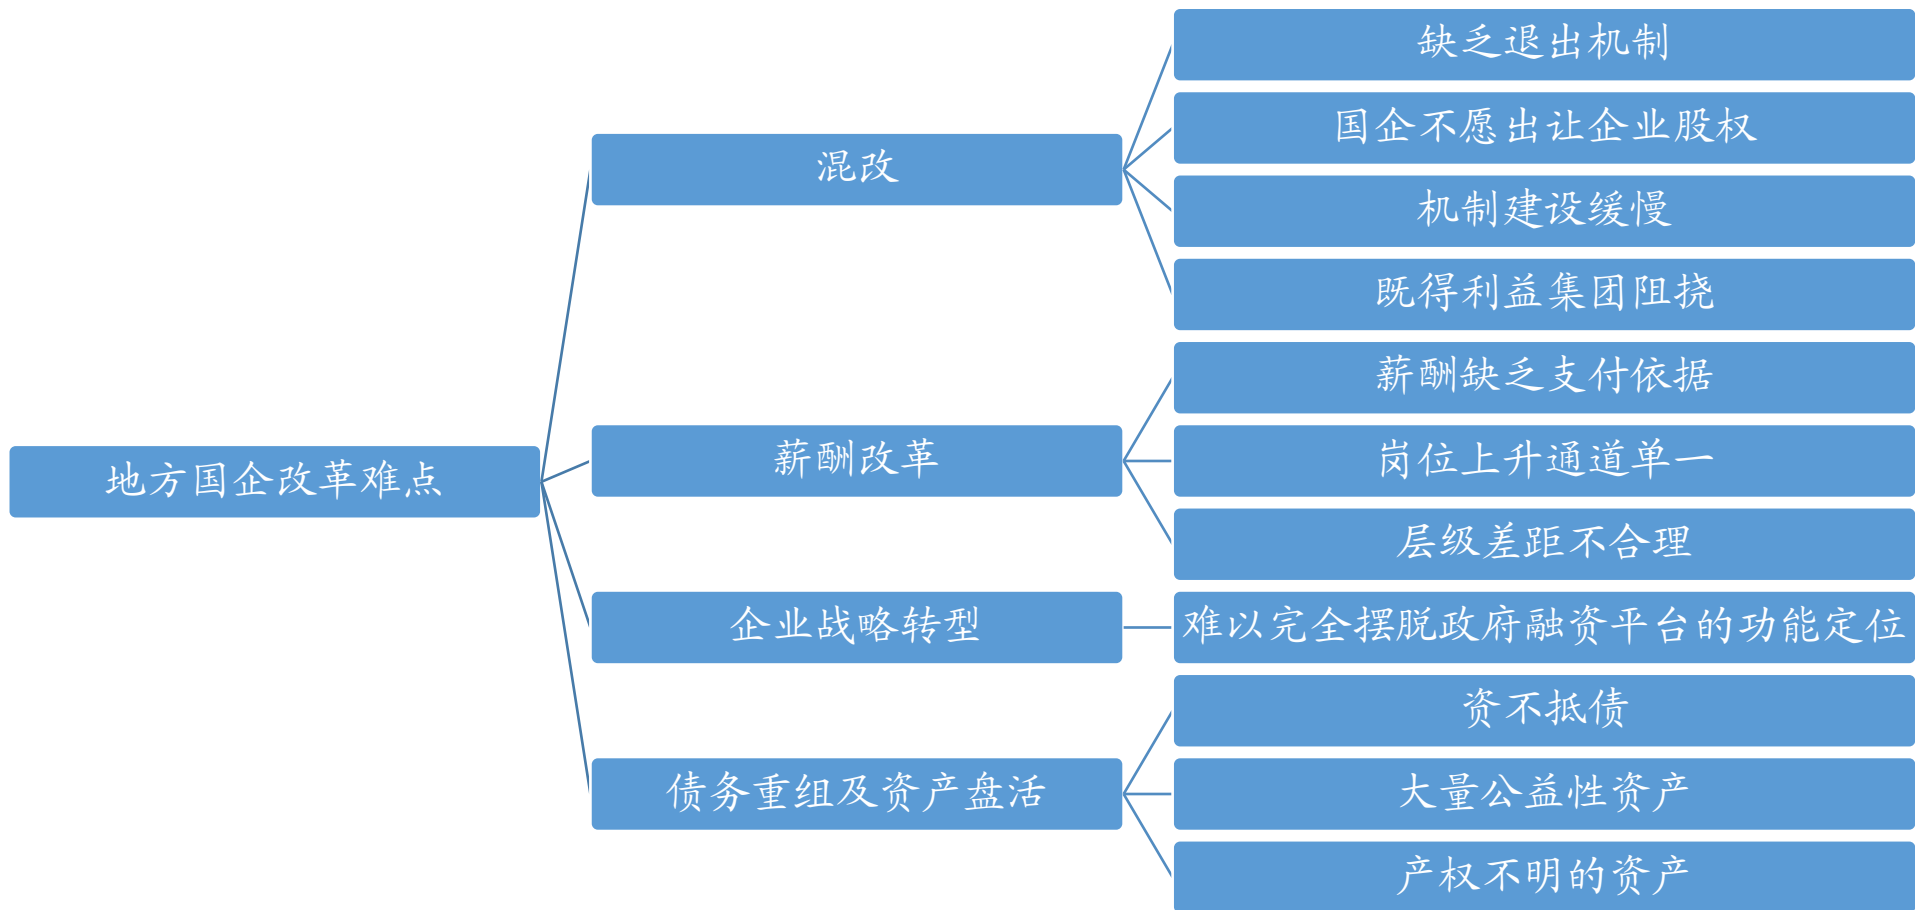 地方国企改革难点
混改
缺乏退出机制
国企不愿出让企业股权
机制建设缓慢
既得利益集团阻挠
薪酬改革
薪酬缺乏支付依据
岗位上升通道单一
层级差距不合理
企业战略转型
难以完全摆脱政府融资平台的功能定位
债务重组及资产盘活
资不抵债
大量公益性资产
产权不明的资产